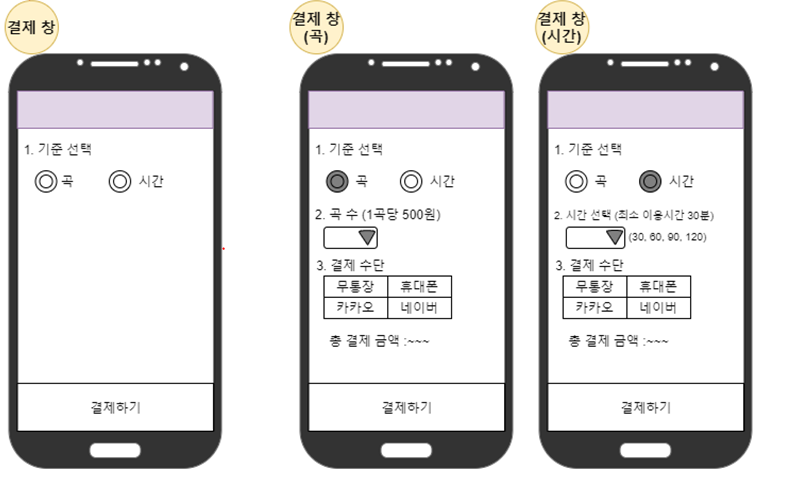 결제 창
1. 기준 선택
곡 시간
결제하기
결제 창
(곡)
1. 기준 선택
곡 시간
2. 곡 수 (1곡당 500원)
3. 결제 수단
무통장 휴대폰
카카오 네이버
총 결제 금액 :~~~
결제하기
결제 창
(시간)
1. 기준 선택
곡 시간
2. 시간 선택 (최소 이용시간 30분)
(30, 60, 90, 120)
3. 결제 수단
무통장 휴대폰
카카오 네이버
총 결제 금액 :~~~
결제하기